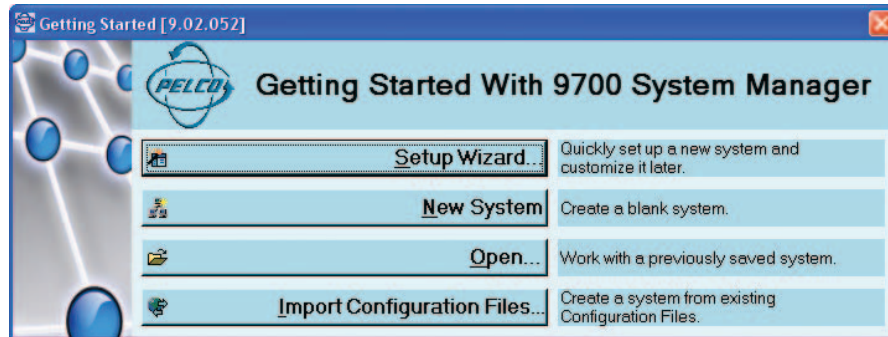 Getting Started [9.02.052]
PELCO
Getting Started With 9700 System Manager
Setup Wizard...
Quickly set up a new system and
customize it later.
New System
Create a blank system.
Open...
Work with a previously saved system.
Import Configuration Files...
Create a system from existing
Configuration Files.